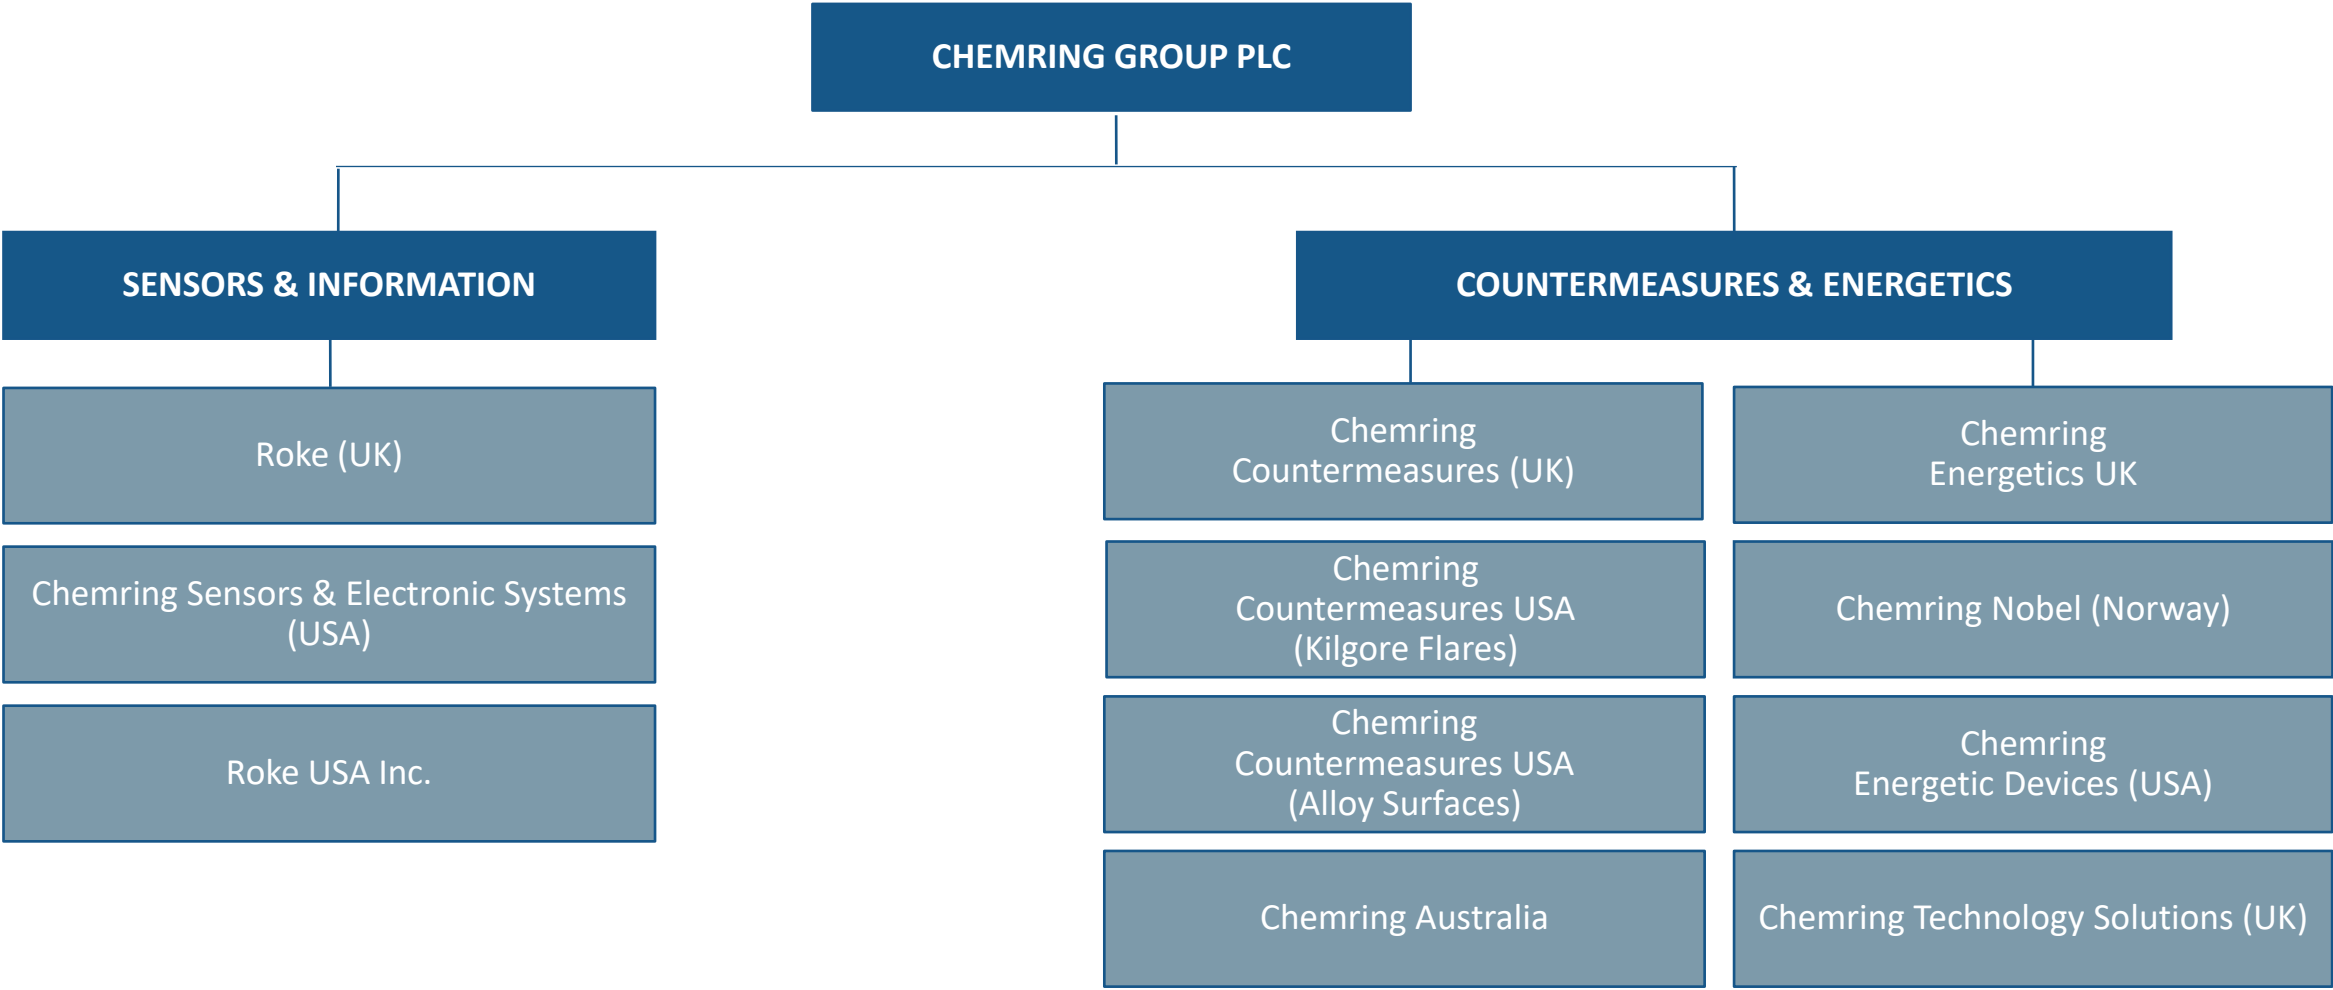 CHEMRING GROUP PLC
SENSORS & INFORMATION
Roke (UK)
Chemring Sensors & Electronic Systems
(USA)
Roke USA Inc.
COUNTERMEASURES & ENERGETICS
Chemring
Countermeasures (UK)
Chemring
Countermeasures USA
(Kilgore Flares)
Chemring
Countermeasures USA
(Alloy Surfaces)
Chemring Australia
Chemring
Energetics UK
Chemring Nobel (Norway)
Chemring
Energetic Devices (USA)
Chemring Technology Solutions (UK)